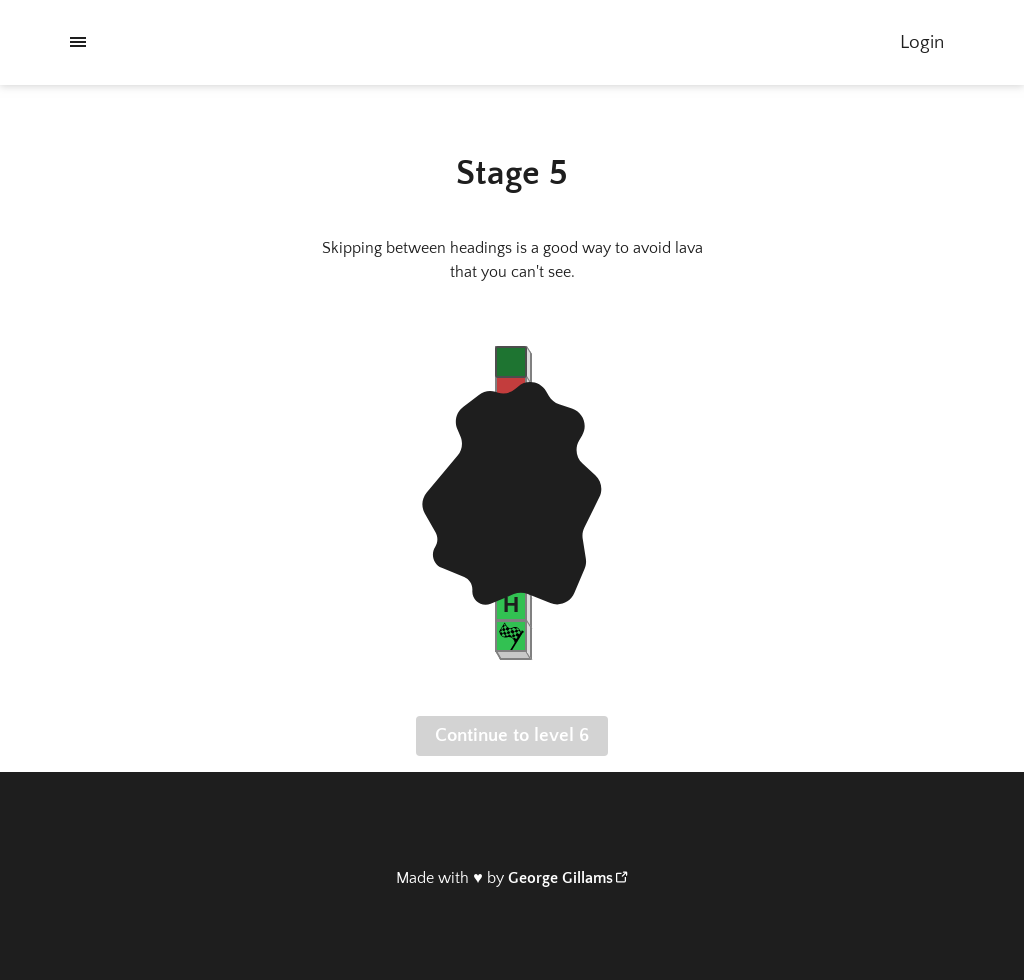 Login
Stage 5
Skipping between headings is a good way to avoid lava
that you can't see.
H
Continue to level 6
Made with ♥ by George Gillams